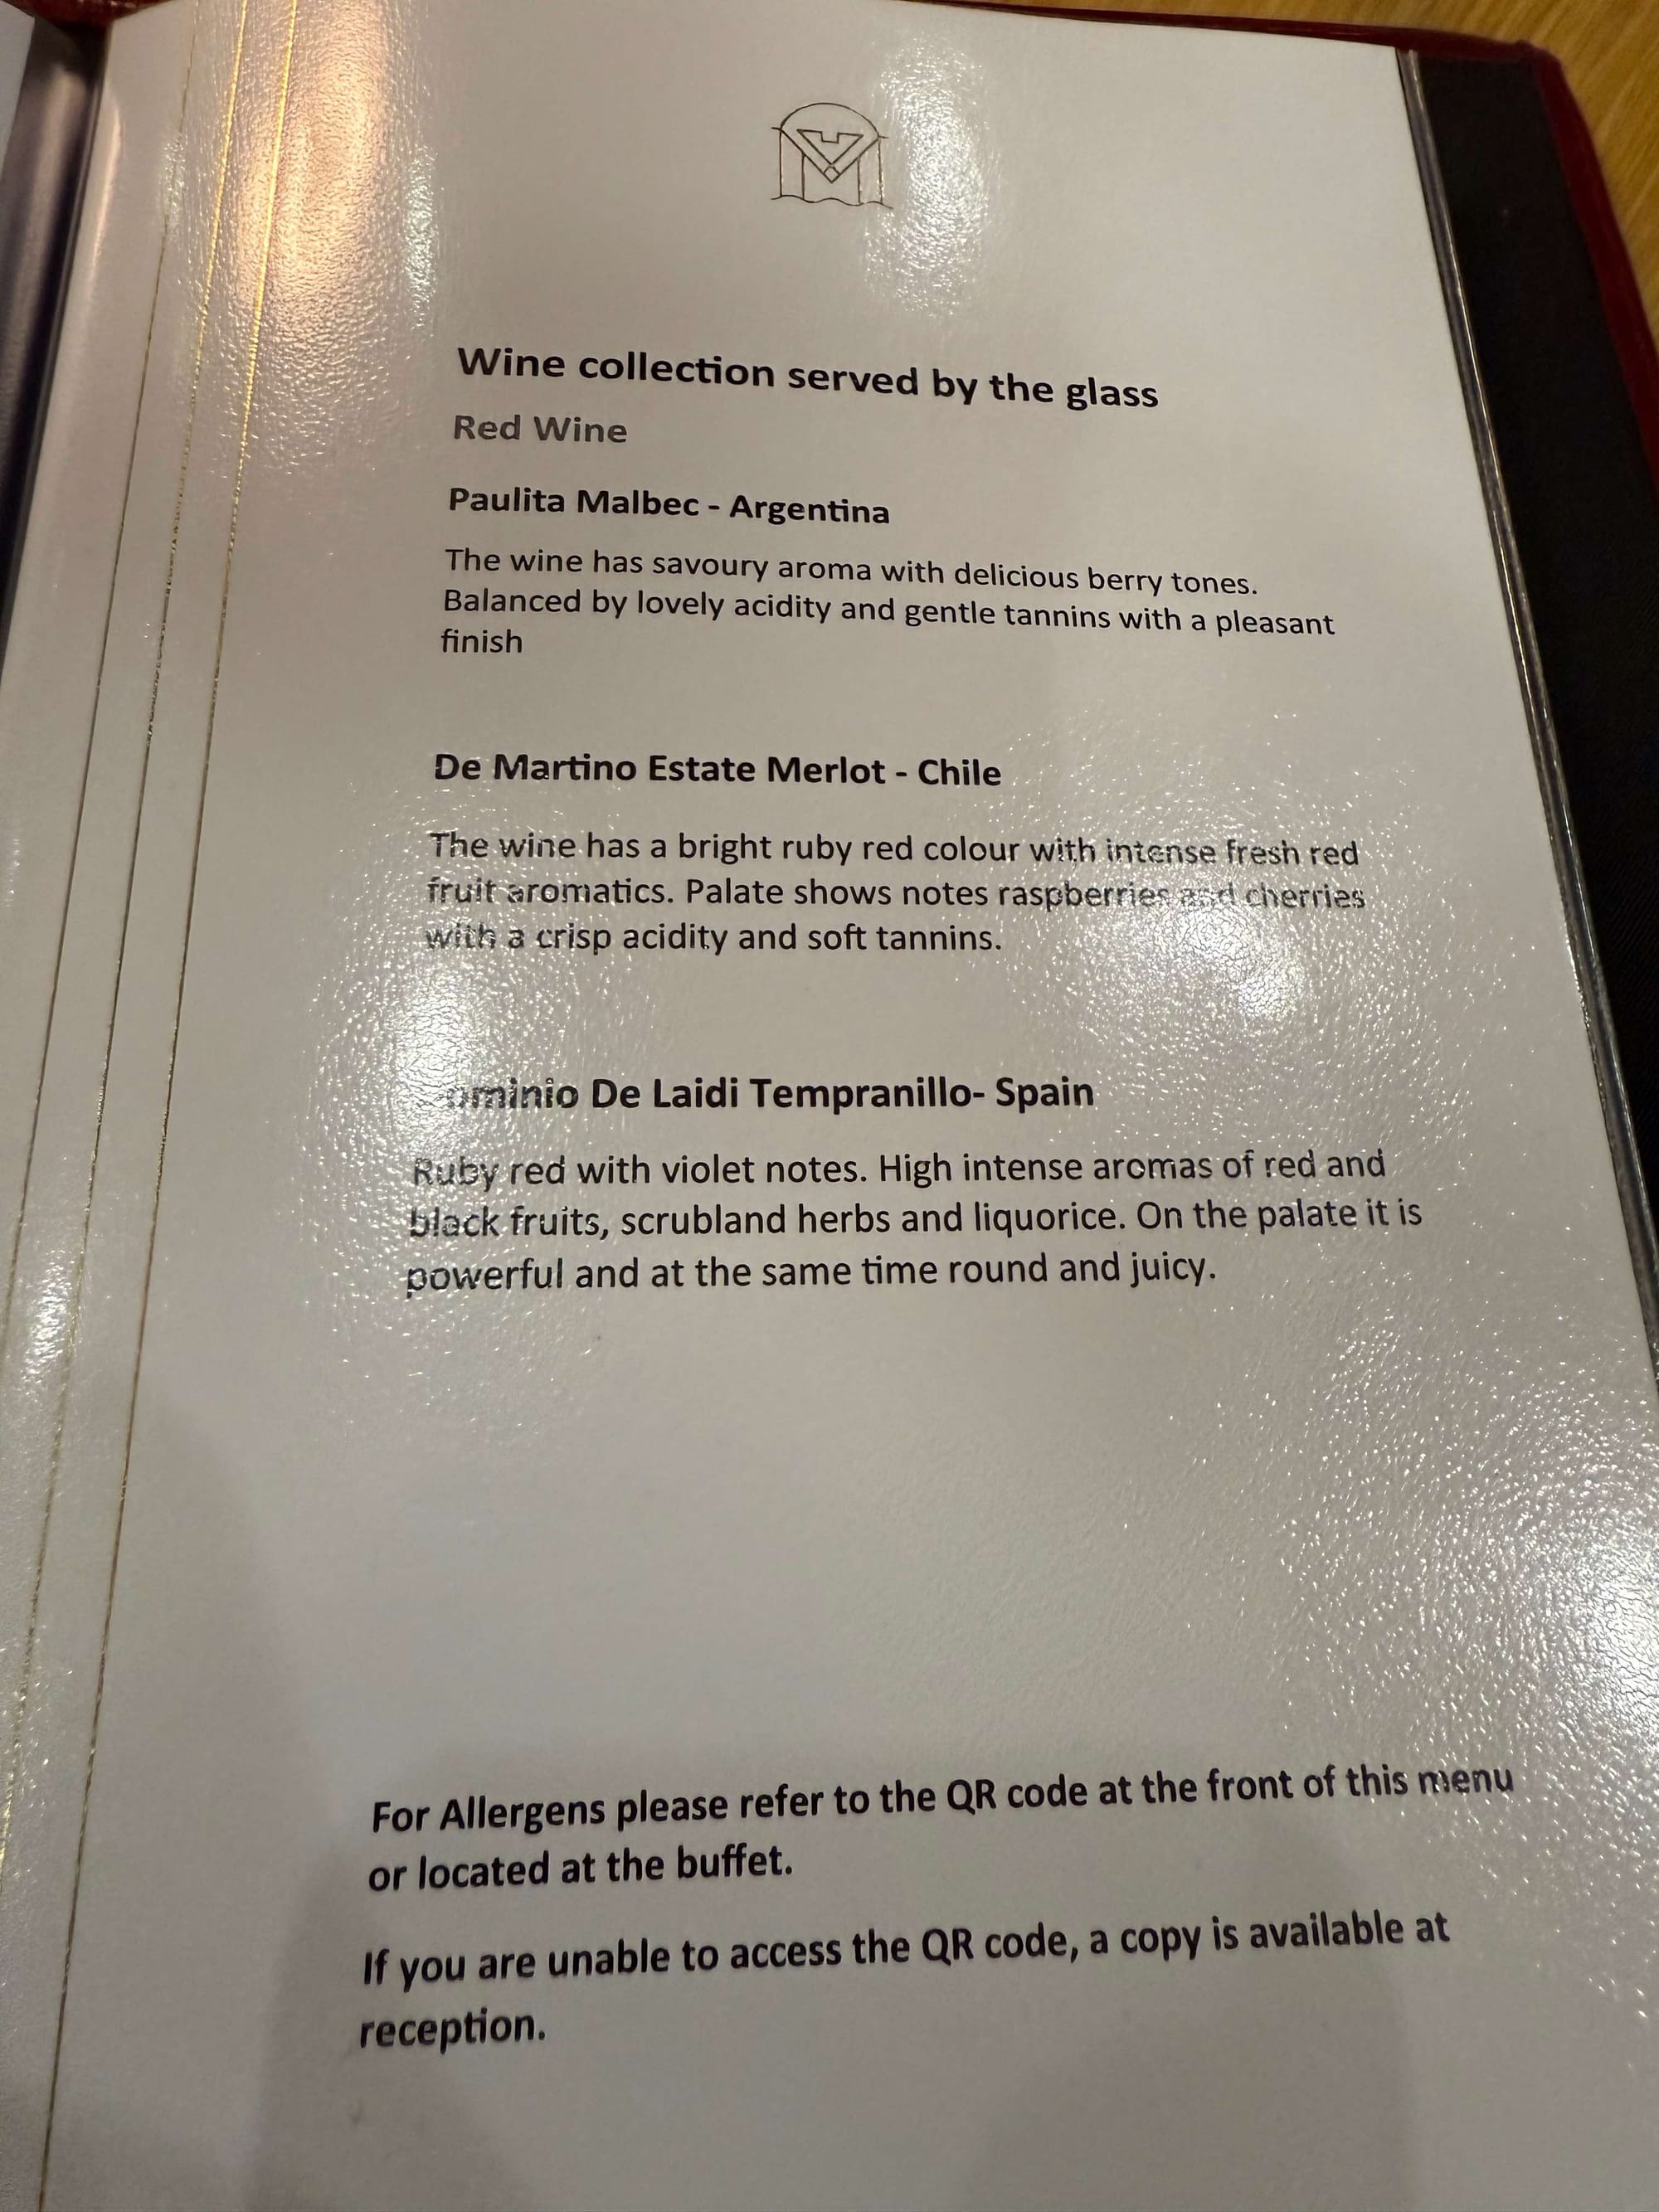 Wine collection served by the glass
Red Wine
Paulita Malbec - Argentina
The wine has savoury aroma with delicious berry tones.
Balanced by lovely acidity and gentle tannins with a pleasant
finish
De Martino Estate Merlot - Chile
The wine has a bright ruby red colour with intense fresh red
fruit aromatics. Palate shows notes raspberries and cherries
with a crisp acidity and soft tannins.
De Laidi Tempranillo- Spain
Ruby red with violet notes. High intense aromas of red and
black fruits, scrubland herbs and liquorice. On the palate it is
powerful and at the same time round and juicy.
For Allergens please refer to the QR code at the front of this menu
or located at the buffet.
If you are unable to access the QR code, a copy is available at
reception.